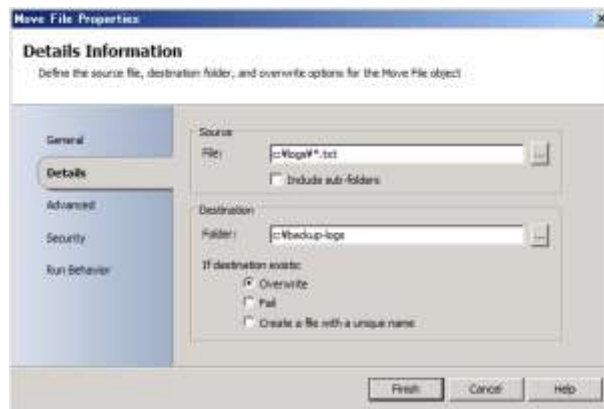 Move File Properties
Details Information
Define the source file, destination folder, and overwrite options for the Move File object
General
Details
Advanced
Security
Run Behavior
Source
File:
c:¥logs¥*.txt
...
Include sub-folders
Destination
Folder:
c:¥backup-logs
...
If destination exists:
Overwrite
Fail
Create a file with a unique name
Finish
Cancel
Help